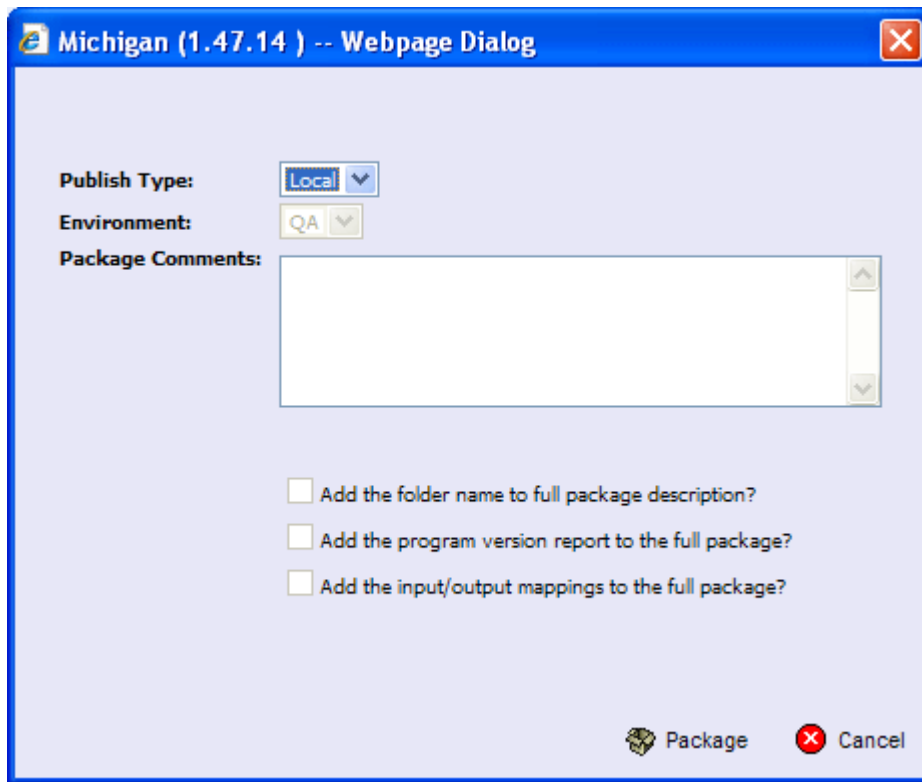 Michigan (1.47.14 ) -- Webpage Dialog
Publish Type: Local
Environment: QA
Package Comments:
Add the folder name to full package description?
Add the program version report to the full package?
Add the input/output mappings to the full package?
Package Cancel